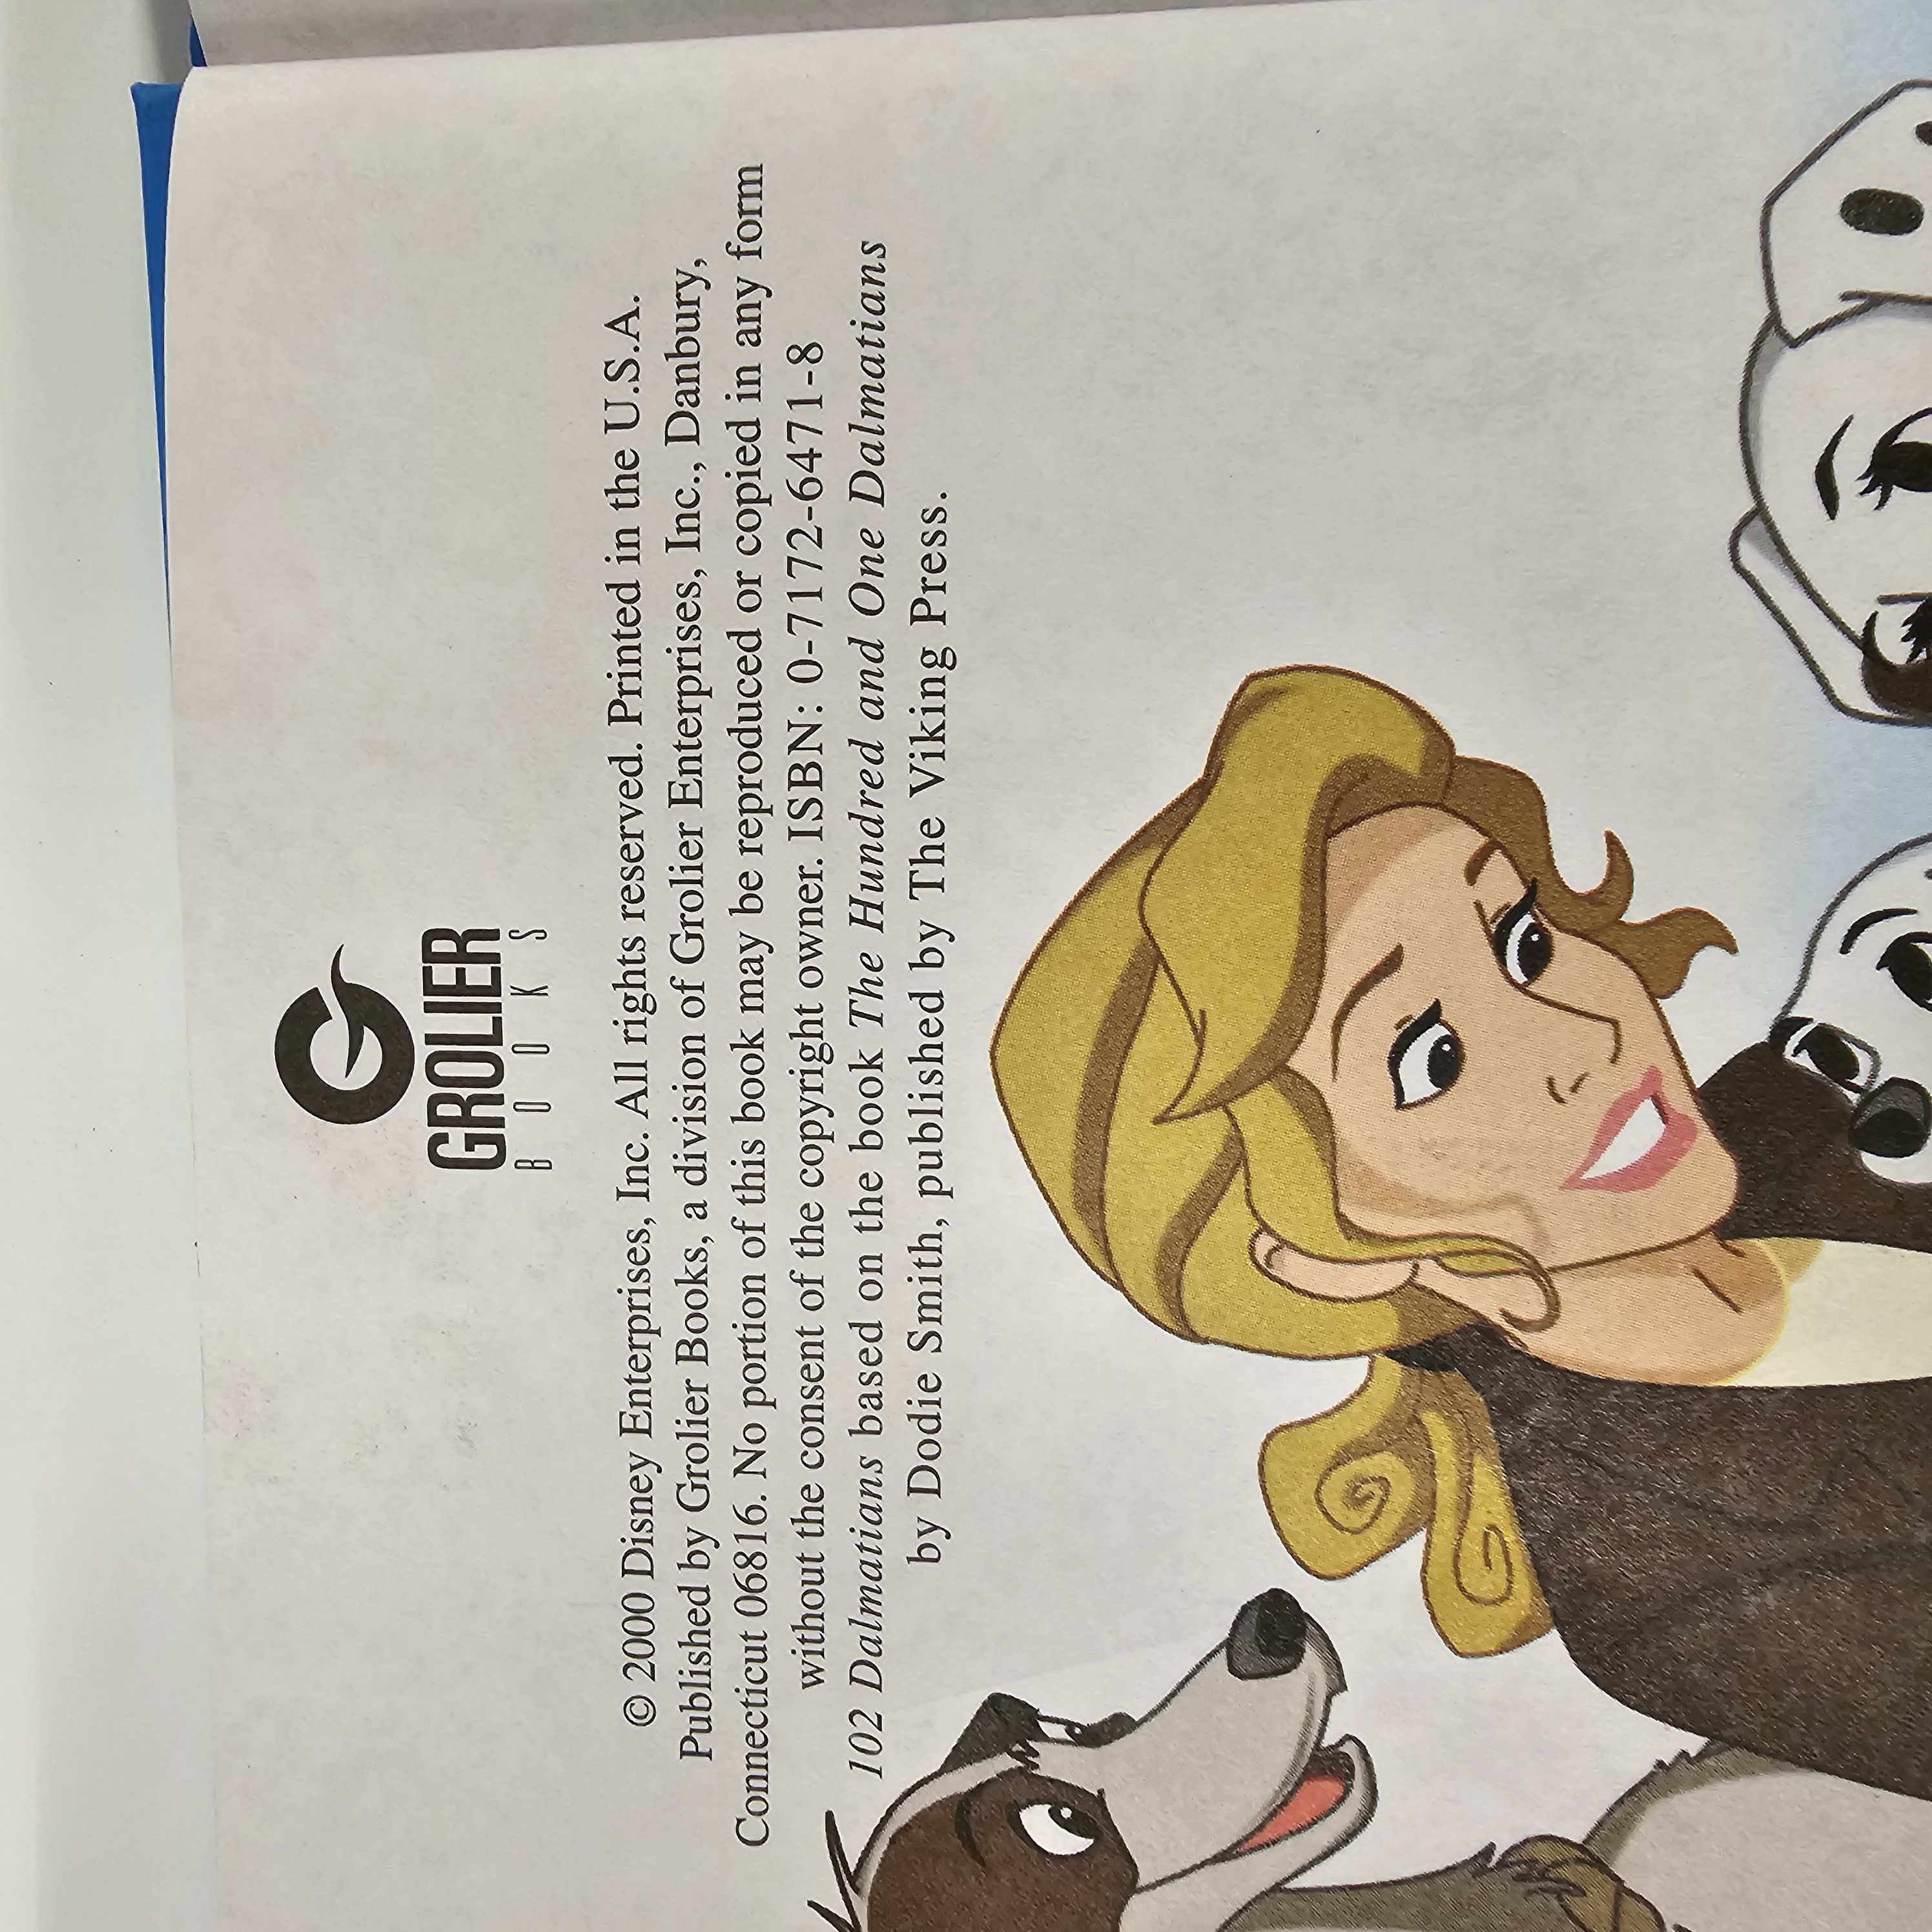 GROLIER
BOOKS
© 2000 Disney Enterprises, Inc. All rights reserved. Printed in the U.S.A.
Published by Grolier Books, a division of Grolier Enterprises, Inc., Danbury,
Connecticut 06816. No portion of this book may be reproduced or copied in any form
without the consent of the copyright owner. ISBN: 0-7172-6471-8
102 Dalmatians based on the book The Hundred and One Dalmatians
by Dodie Smith, published by The Viking Press.